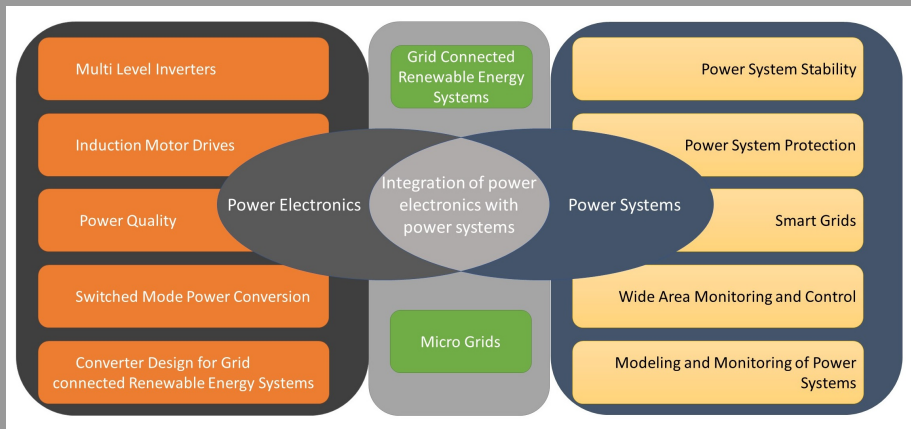 Multi Level Inverters
Induction Motor Drives
Power Quality
Switched Mode Power Conversion
Converter Design for Grid
connected Renewable Energy Systems
Power Electronics
Grid Connected
Renewable Energy
Systems
Integration of power
electronics with
power systems
Micro Grids
Power Systems
Power System Stability
Power System Protection
Smart Grids
Wide Area Monitoring and Control
Modeling and Monitoring of Power
Systems